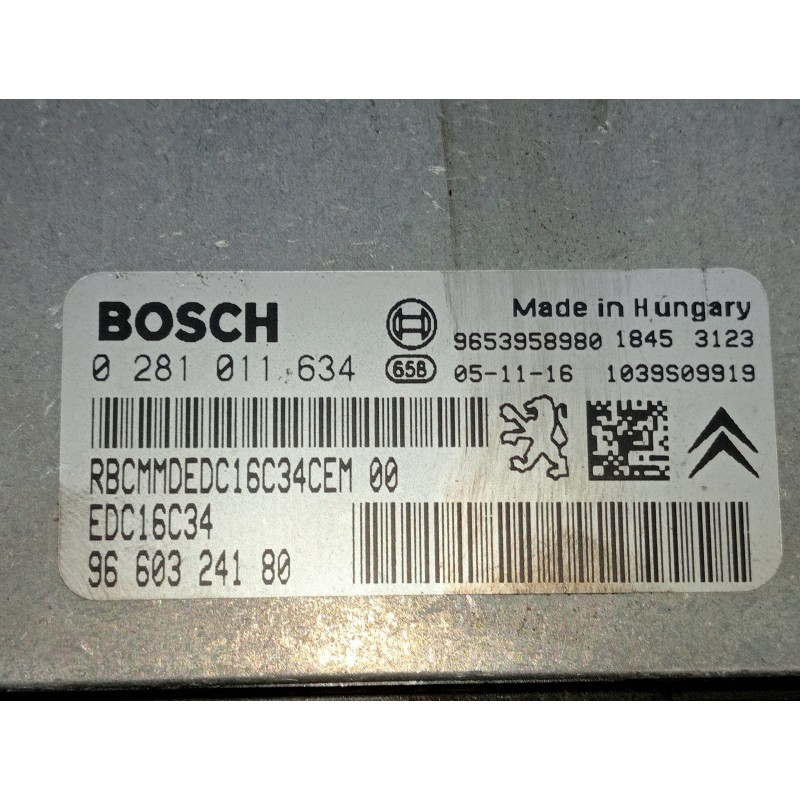 BOSCH
Made in Hungary
9653958980 1845 3123
0 281 011 634 658 05-11-16 1039S09919
RBCMMDEDC16C34CEM 00
EDC16C34
96 603 241 80